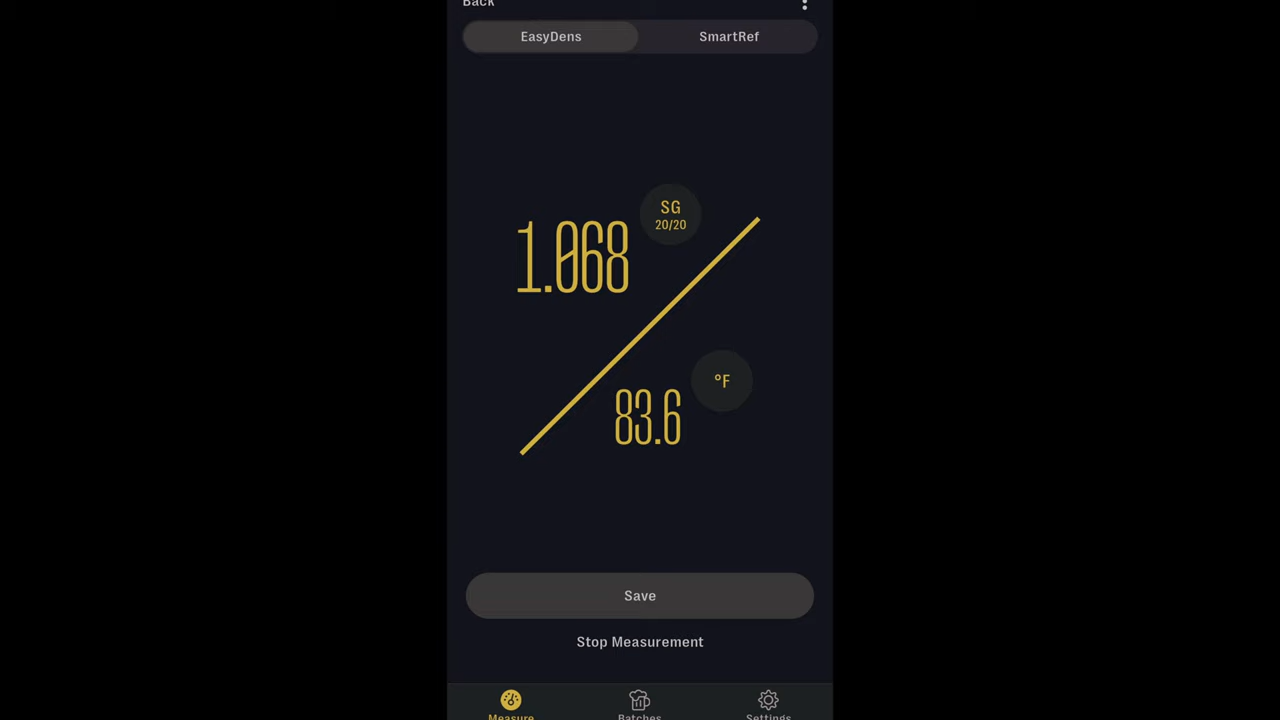 Back
EasyDens
SmartRef
SG
20/20
1.068
°F
83.6
Save
Stop Measurement
Measure
Batches
Settings